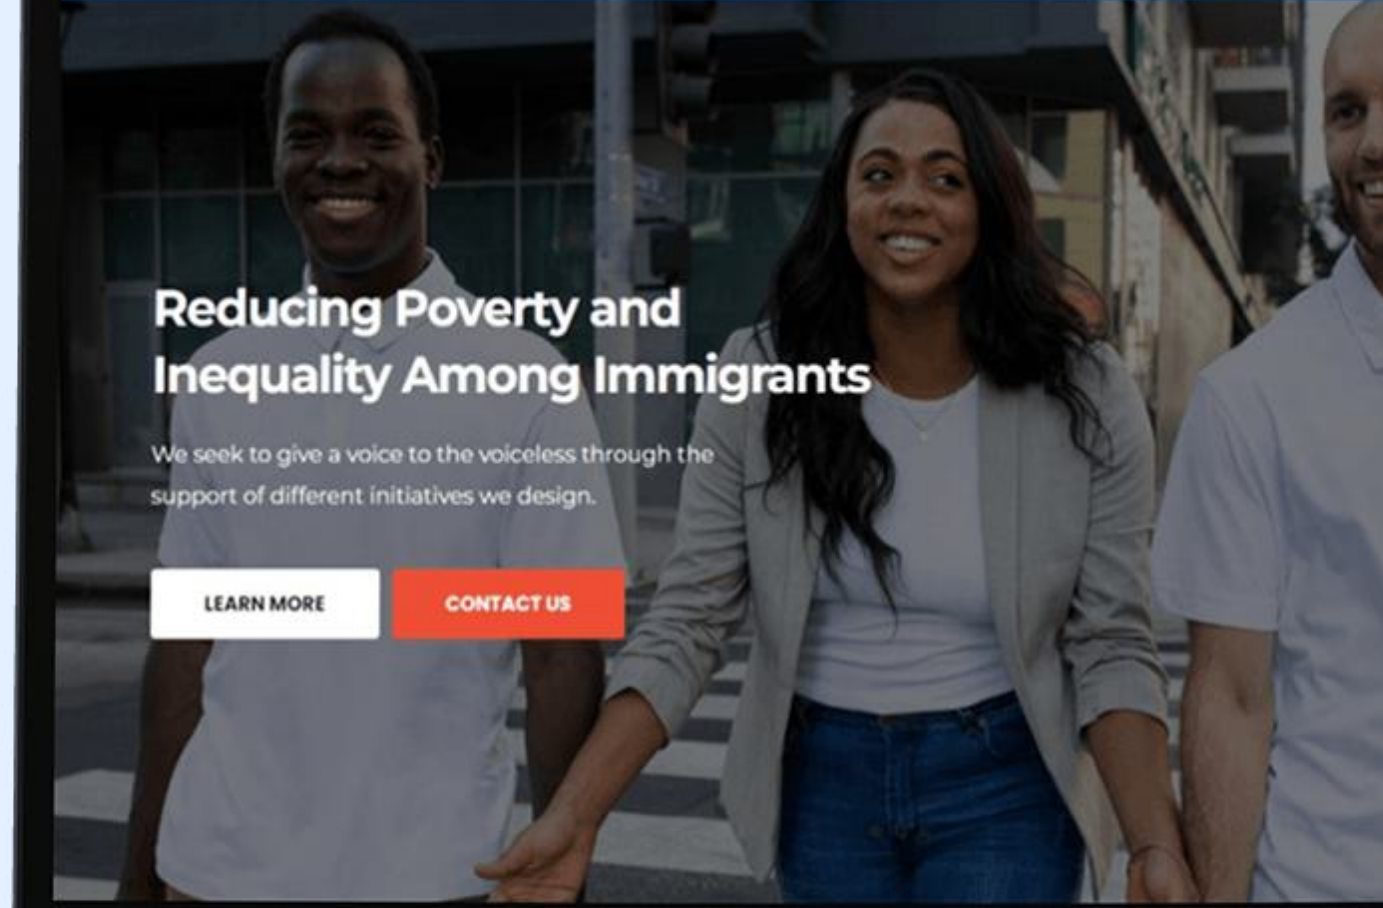 Reducing Poverty and
Inequality Among Immigrants
We seek to give a voice to the voiceless through the
support of different initiatives we design.
LEARN MORE
CONTACT US